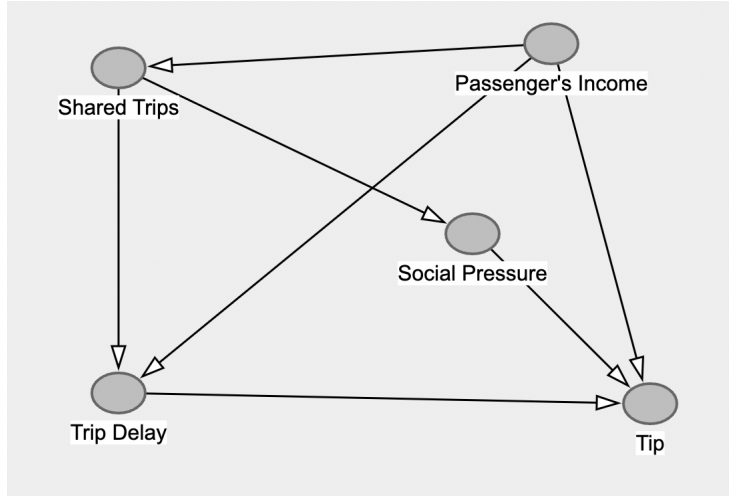 Passenger's Income
Shared Trips
Social Pressure
Trip Delay
Tip